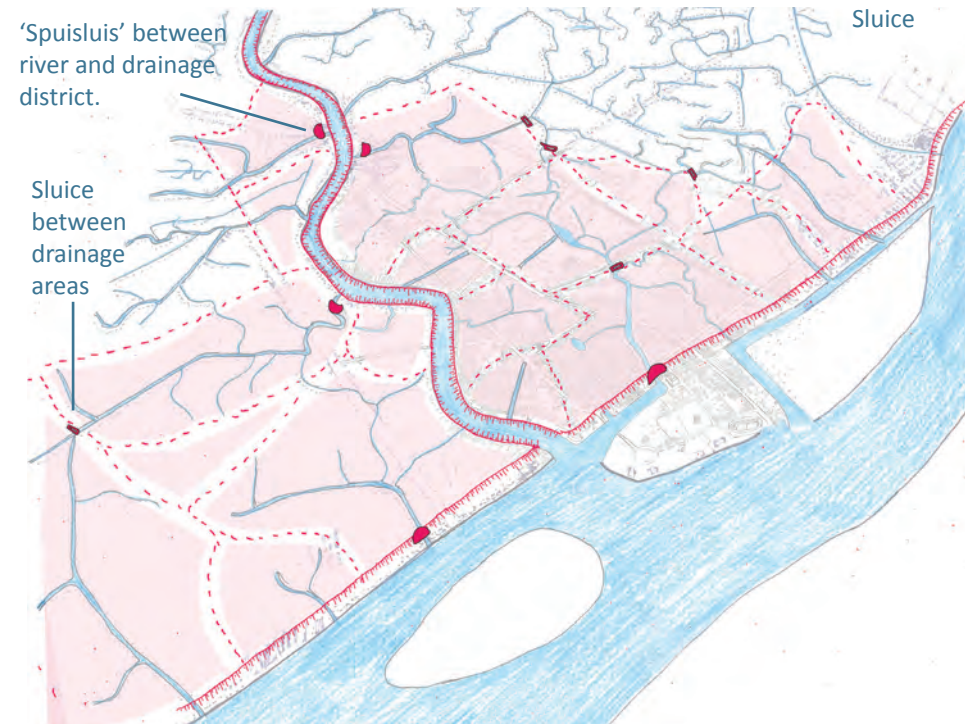 ‘Spuisluis’ between
river and drainage
district.
Sluice
Sluice
between
drainage
areas